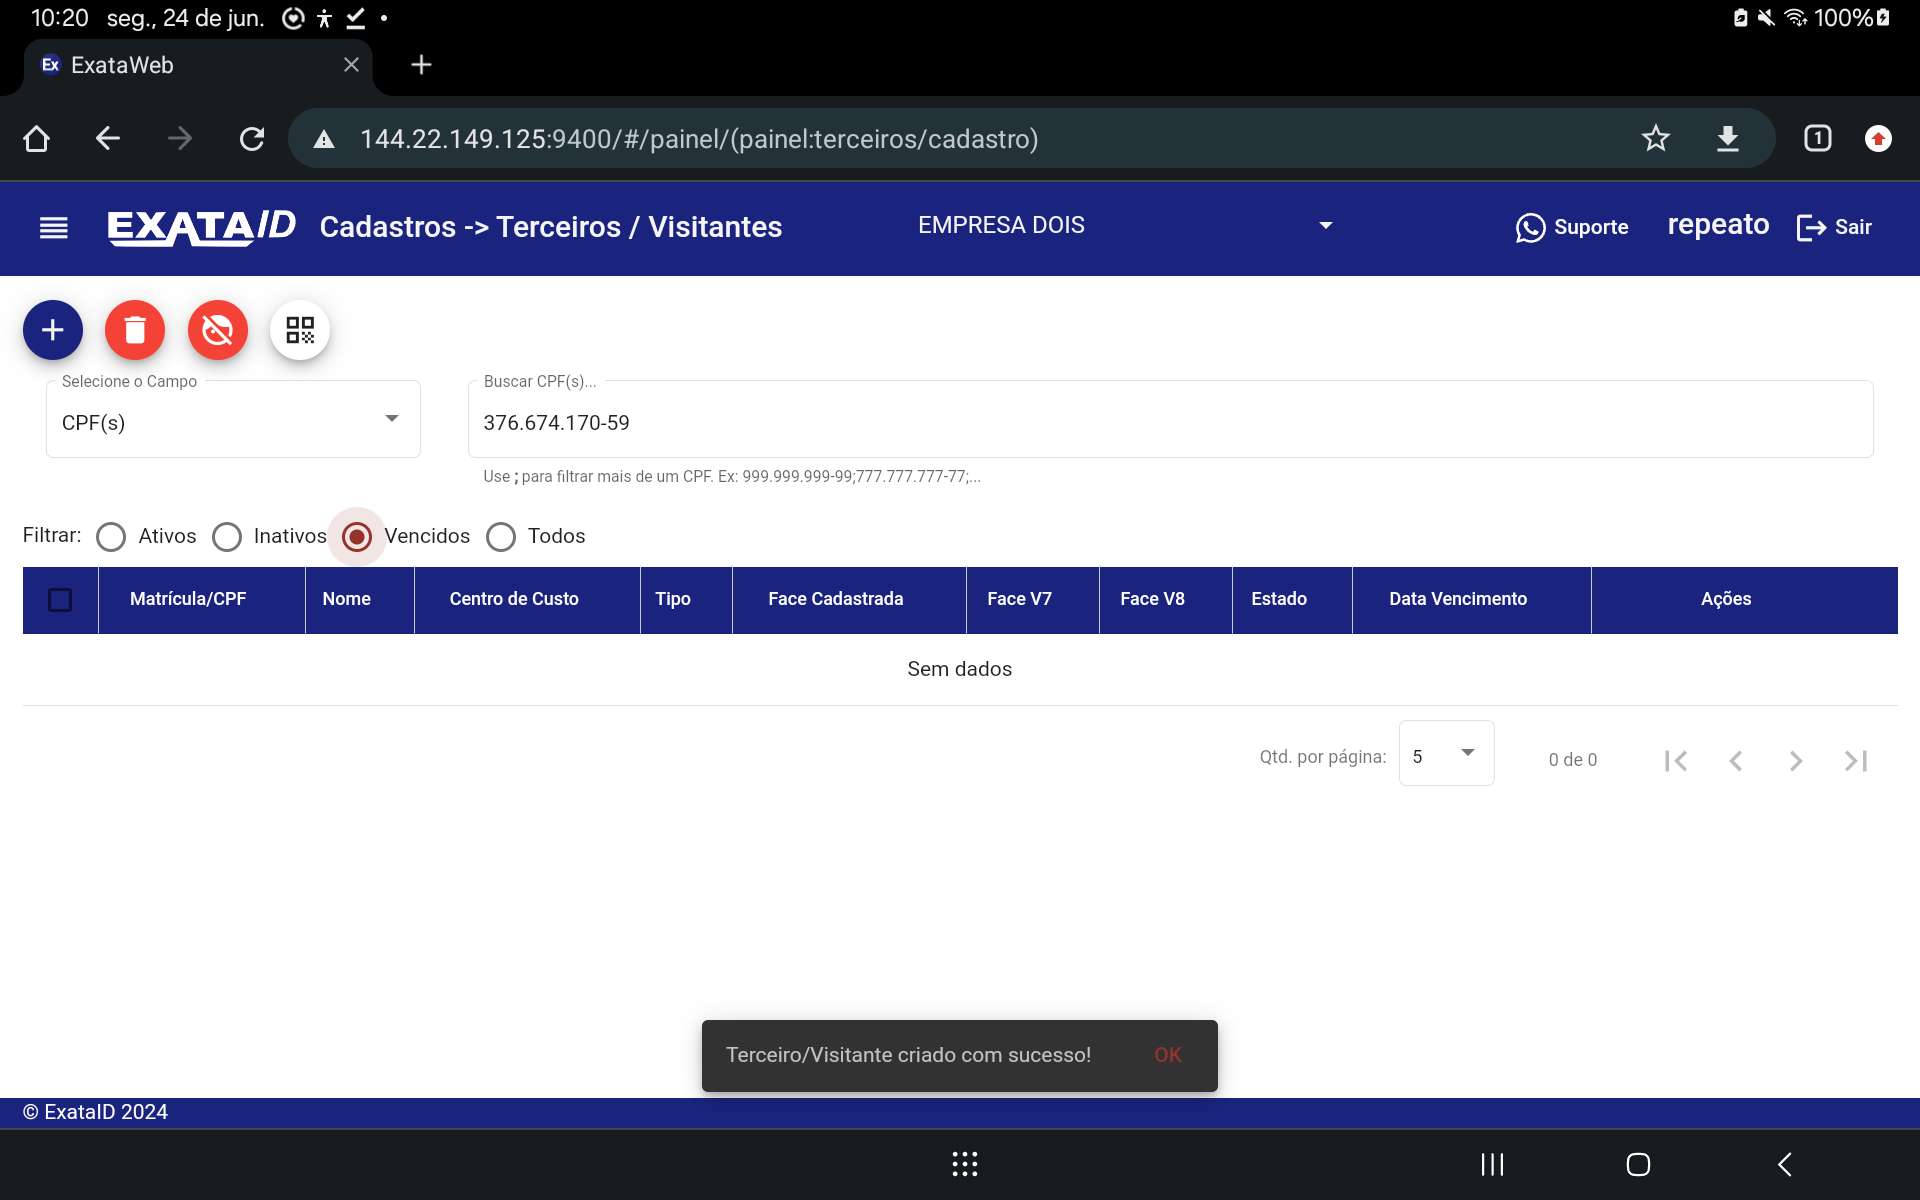 10:20 seg., 24 de jun. 100%
Ex ExataWeb
144.22.149.125:9400/#/painel/(painel:terceiros/cadastro) 1
EXATAID Cadastros -> Terceiros / Visitantes EMPRESA DOIS Suporte repeato Sair
Selecione o Campo Buscar CPF(s)...
CPF(s) 376.674.170-59
Use ; para filtrar mais de um CPF. Ex: 999.999.999-99;777.777.777-77;...
Filtrar: Ativos Inativos Vencidos Todos
Matrícula/CPF Nome Centro de Custo Tipo Face Cadastrada Face V7 Face V8 Estado Data Vencimento Ações
Sem dados
Qtd. por página: 5 0 de 0
Terceiro/Visitante criado com sucesso! OK
© ExataID 2024